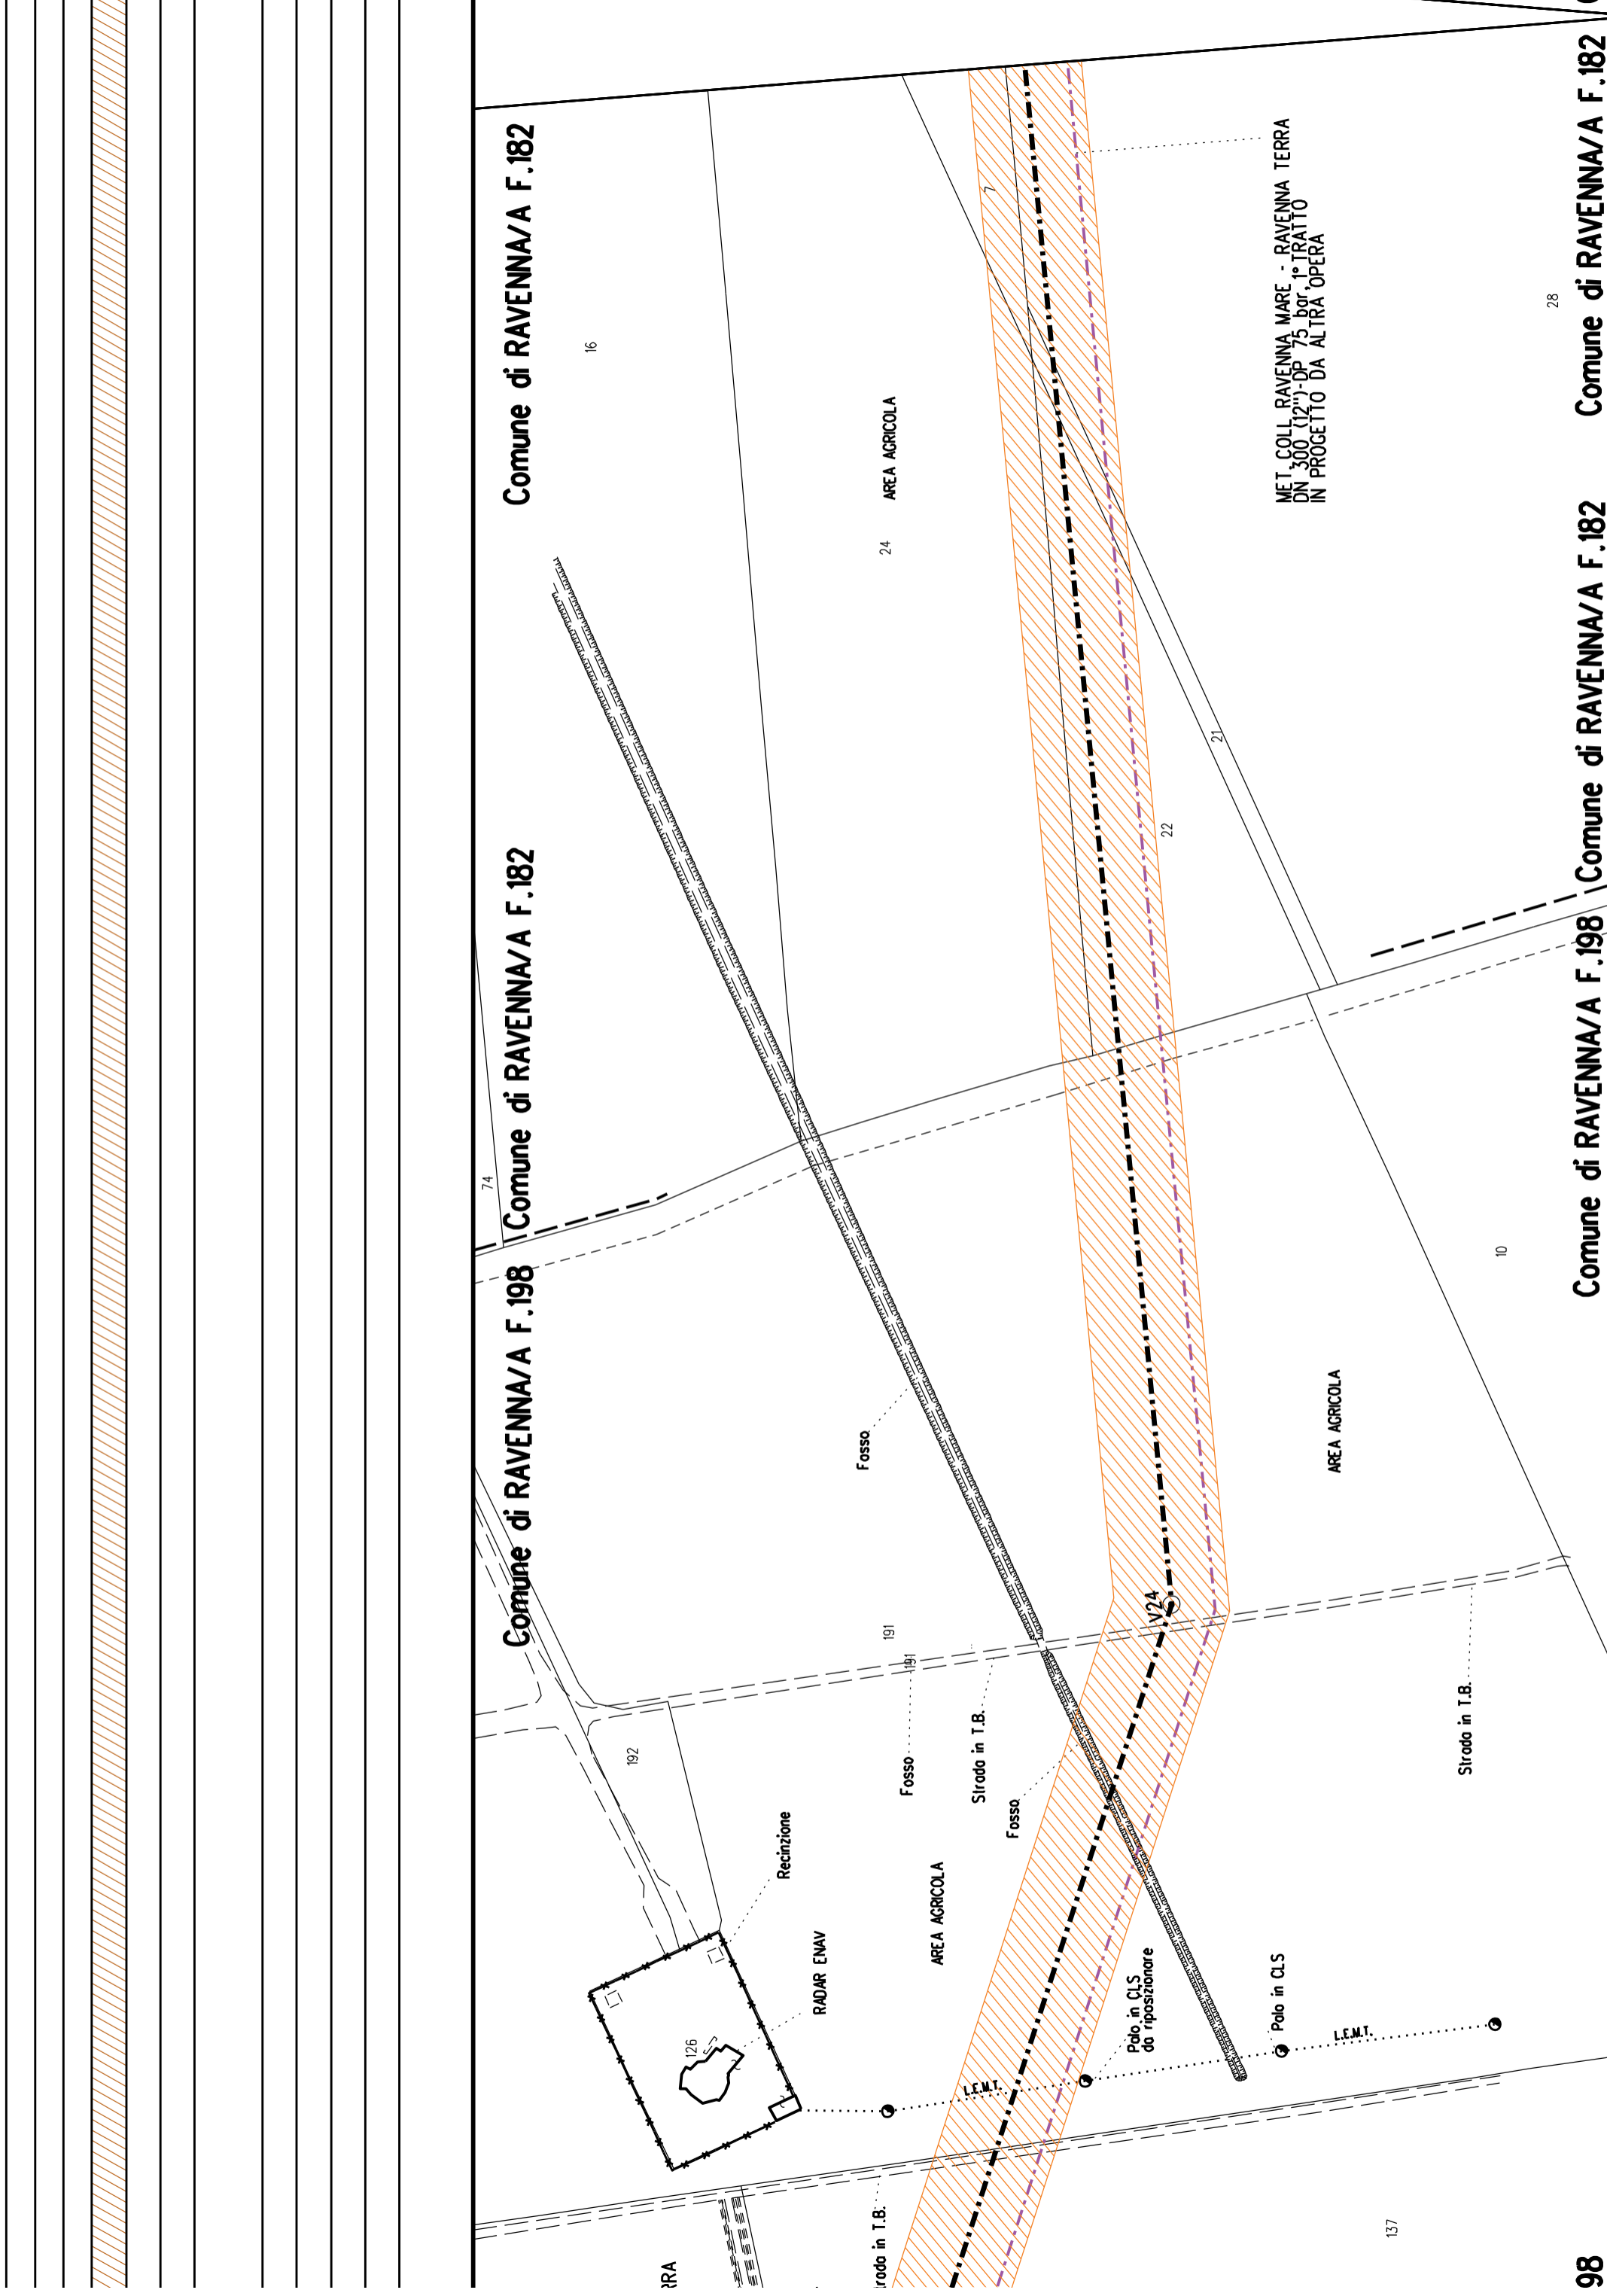 Comune di RAVENNA/A F.198
Comune di RAVENNA/A F.182
Comune di RAVENNA/A F.182
74
16
192
126
Recinzione
RADAR ENAV
Fosso
AREA AGRICOLA
24
191
191
Fosso
Strada in T.B.
Fosso
AREA AGRICOLA
7
V24
L.E.M.T.
Palo in CLS
da riposizionare
Palo in CLS
L.E.M.T.
22
21
MET. COLL. RAVENNA MARE - RAVENNA TERRA
DN 300 (12")-DP 75 bar, 1° TRATTO
IN PROGETTO DA ALTRA OPERA
AREA AGRICOLA
137
Strada in T.B.
10
28
Comune di RAVENNA/A F.198
Comune di RAVENNA/A F.182
Comune di RAVENNA/A F.182
rada in T.B.
RRA
98